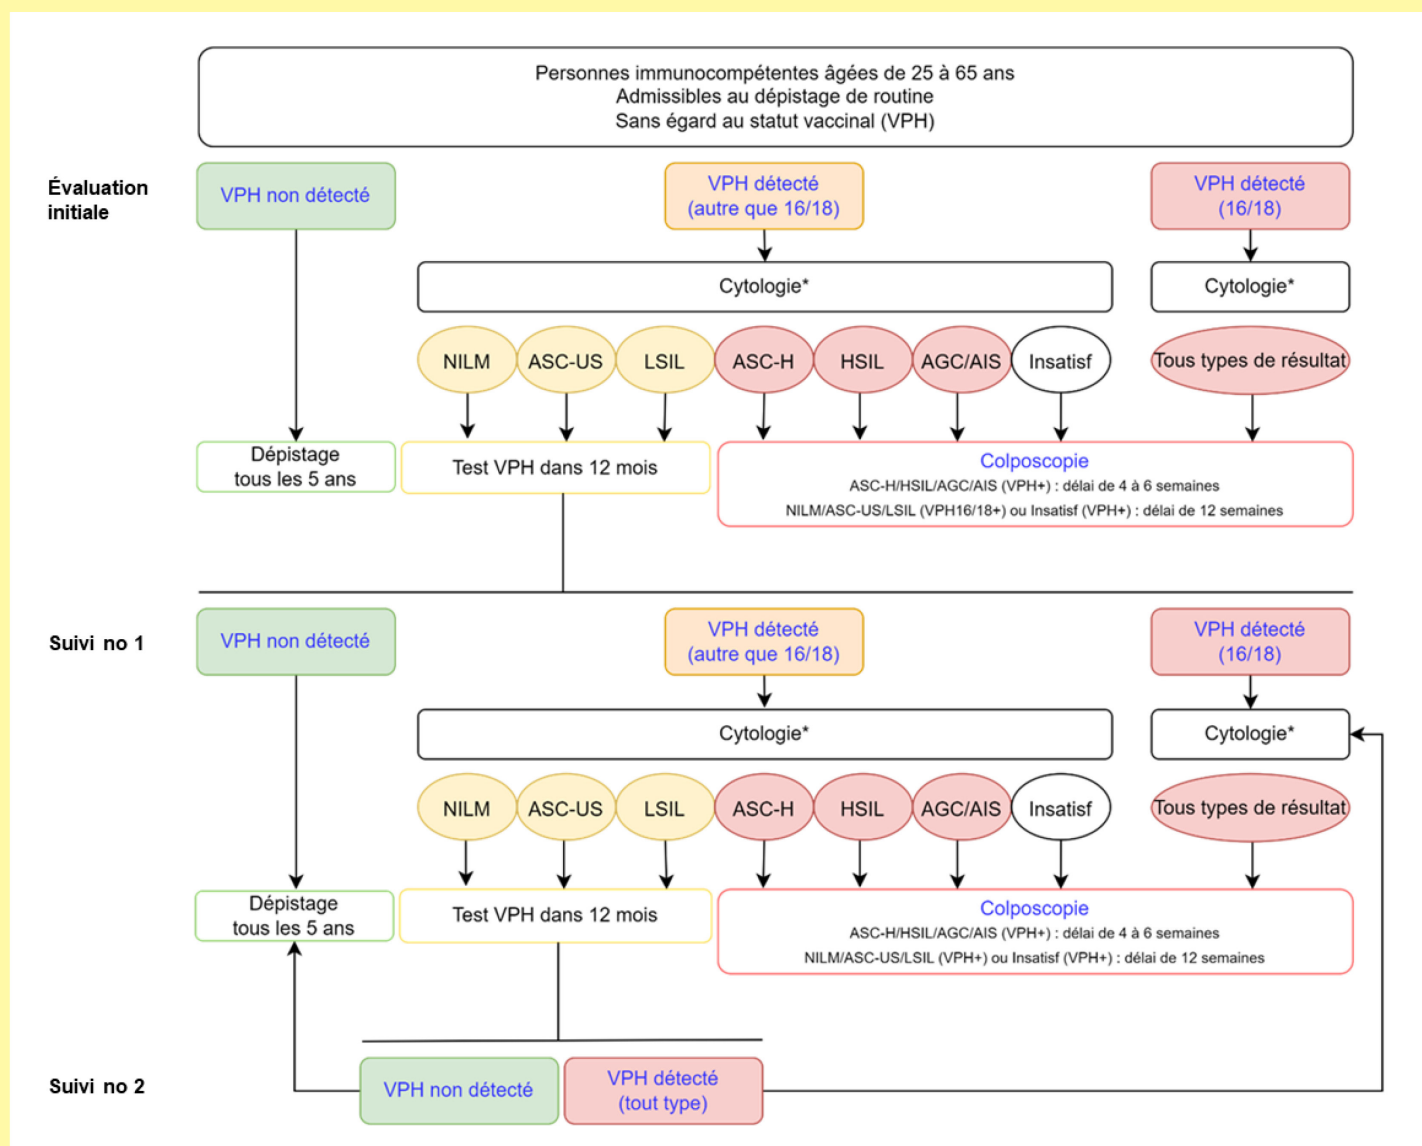 Personnes immunocompétentes âgées de 25 à 65 ans
Admissibles au dépistage de routine
Sans égard au statut vaccinal (VPH)
Évaluation
initiale
VPH non détecté
VPH détecté
(autre que 16/18)
VPH détecté
(16/18)
Cytologie*
Cytologie*
NILM
ASC-US
LSIL
ASC-H
HSIL
AGC/AIS
Insatisf
Tous types de résultat
Dépistage
tous les 5 ans
Test VPH dans 12 mois
Colposcopie
ASC-H/HSIL/AGC/AIS (VPH+) : délai de 4 à 6 semaines
NILM/ASC-US/LSIL (VPH16/18+) ou Insatisf (VPH+) : délai de 12 semaines
Suivi no 1
VPH non détecté
VPH détecté
(autre que 16/18)
VPH détecté
(16/18)
Cytologie*
Cytologie*
NILM
ASC-US
LSIL
ASC-H
HSIL
AGC/AIS
Insatisf
Tous types de résultat
Dépistage
tous les 5 ans
Test VPH dans 12 mois
Colposcopie
ASC-H/HSIL/AGC/AIS (VPH+) : délai de 4 à 6 semaines
NILM/ASC-US/LSIL (VPH+) ou Insatisf (VPH+) : délai de 12 semaines
Suivi no 2
VPH non détecté
VPH détecté
(tout type)